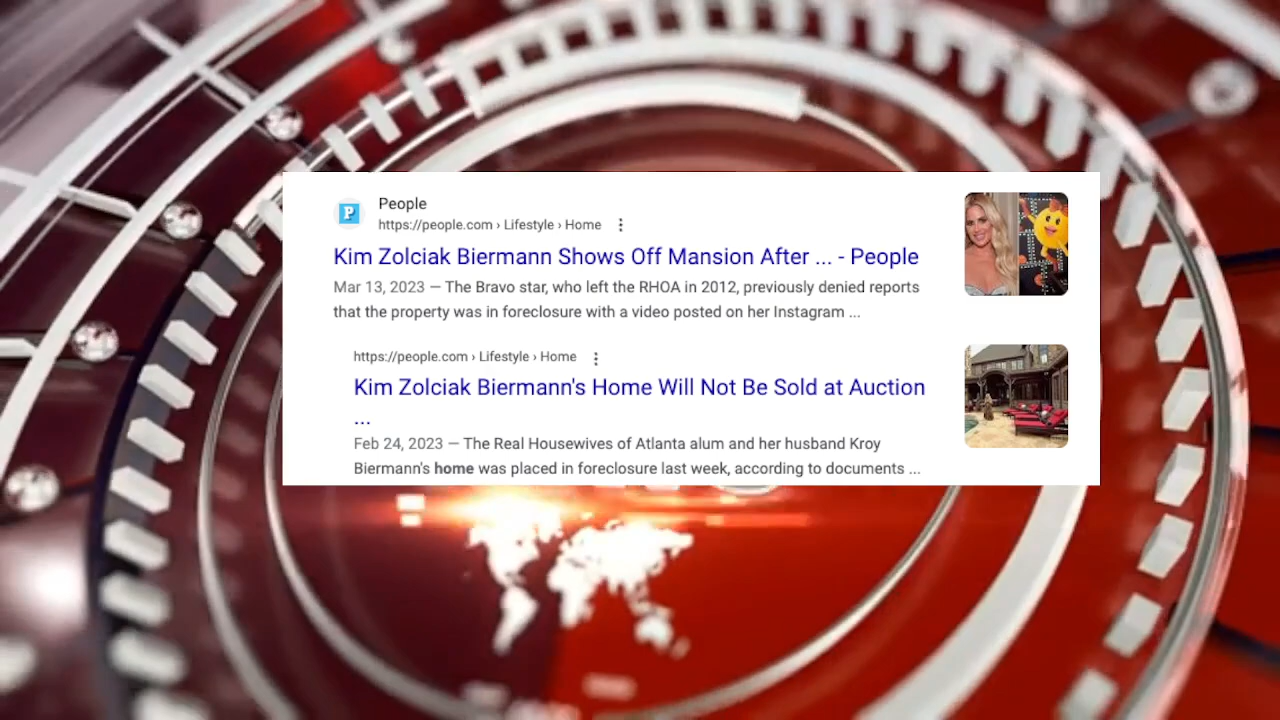 People
https://people.com › Lifestyle › Home
Kim Zolciak Biermann Shows Off Mansion After ... - People
Mar 13, 2023 — The Bravo star, who left the RHOA in 2012, previously denied reports
that the property was in foreclosure with a video posted on her Instagram ...
https://people.com › Lifestyle › Home
Kim Zolciak Biermann's Home Will Not Be Sold at Auction
...
Feb 24, 2023 — The Real Housewives of Atlanta alum and her husband Kroy
Biermann's home was placed in foreclosure last week, according to documents ...